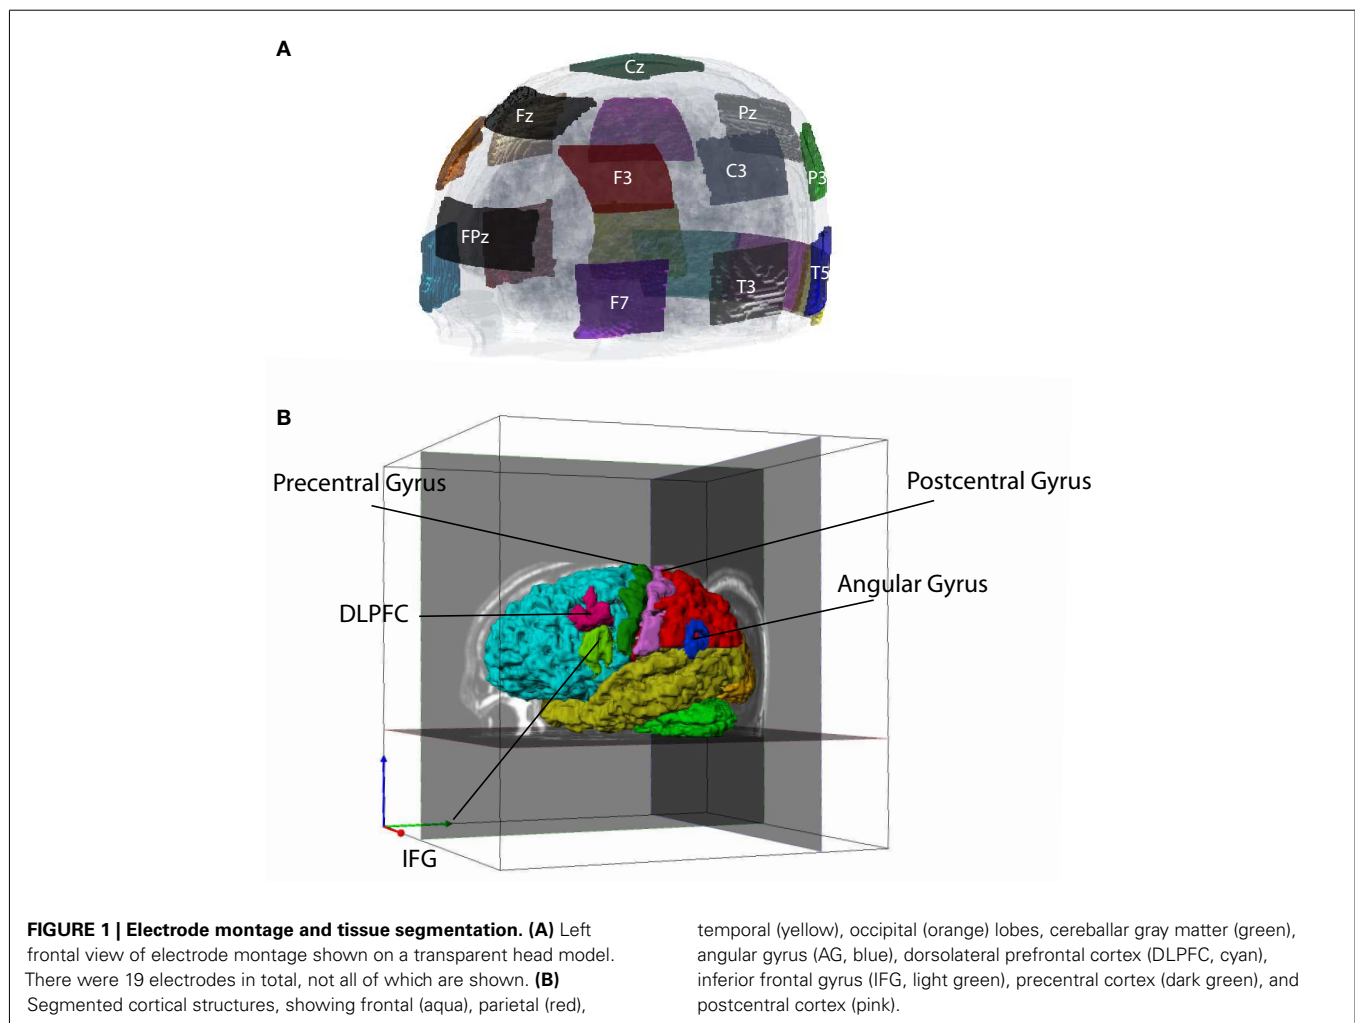 A
Cz
Fz
Pz
F3
C3
P3
FPz
T5
T3
F7
B
Precentral Gyrus
Postcentral Gyrus
Angular Gyrus
DLPFC
IFG
FIGURE 1 | Electrode montage and tissue segmentation. (A) Left
frontal view of electrode montage shown on a transparent head model.
There were 19 electrodes in total, not all of which are shown. (B)
Segmented cortical structures, showing frontal (aqua), parietal (red),
temporal (yellow), occipital (orange) lobes, cereballar gray matter (green),
angular gyrus (AG, blue), dorsolateral prefrontal cortex (DLPFC, cyan),
inferior frontal gyrus (IFG, light green), precentral cortex (dark green), and
postcentral cortex (pink).